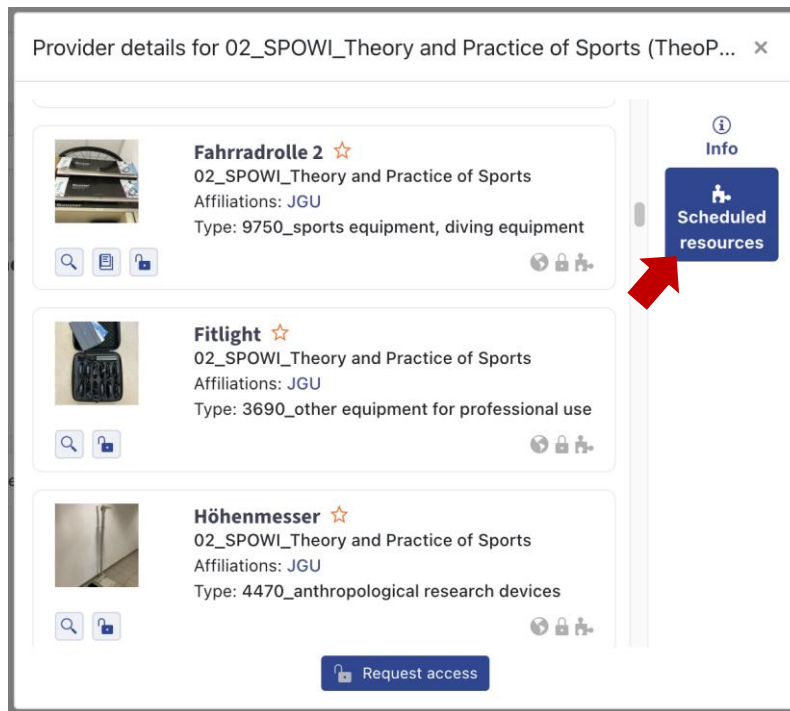 Provider details for 02_SPOWI_Theory and Practice of Sports (TheoP... ×
Info
Scheduled
resources
Fahrradrolle 2
02_SPOWI_Theory and Practice of Sports
Affiliations: JGU
Type: 9750_sports equipment, diving equipment
Fitlight
02_SPOWI_Theory and Practice of Sports
Affiliations: JGU
Type: 3690_other equipment for professional use
Höhenmesser
02_SPOWI_Theory and Practice of Sports
Affiliations: JGU
Type: 4470_anthropological research devices
Request access